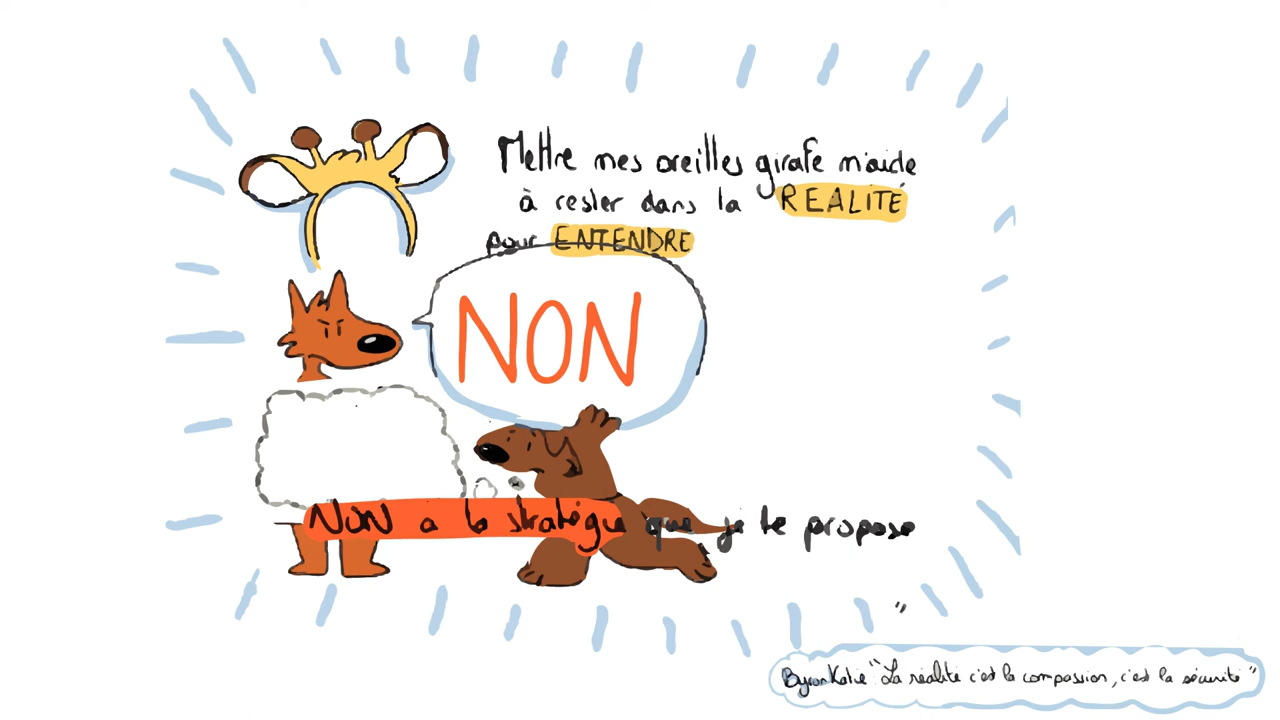 Mettre mes oreilles girafe m'aide
à rester dans la REALITÉ
pour ENTENDRE
NON
NON à la stratégie que je te propose
"
Byron Katie "La réalité c'est la compassion, c'est la sécurité"